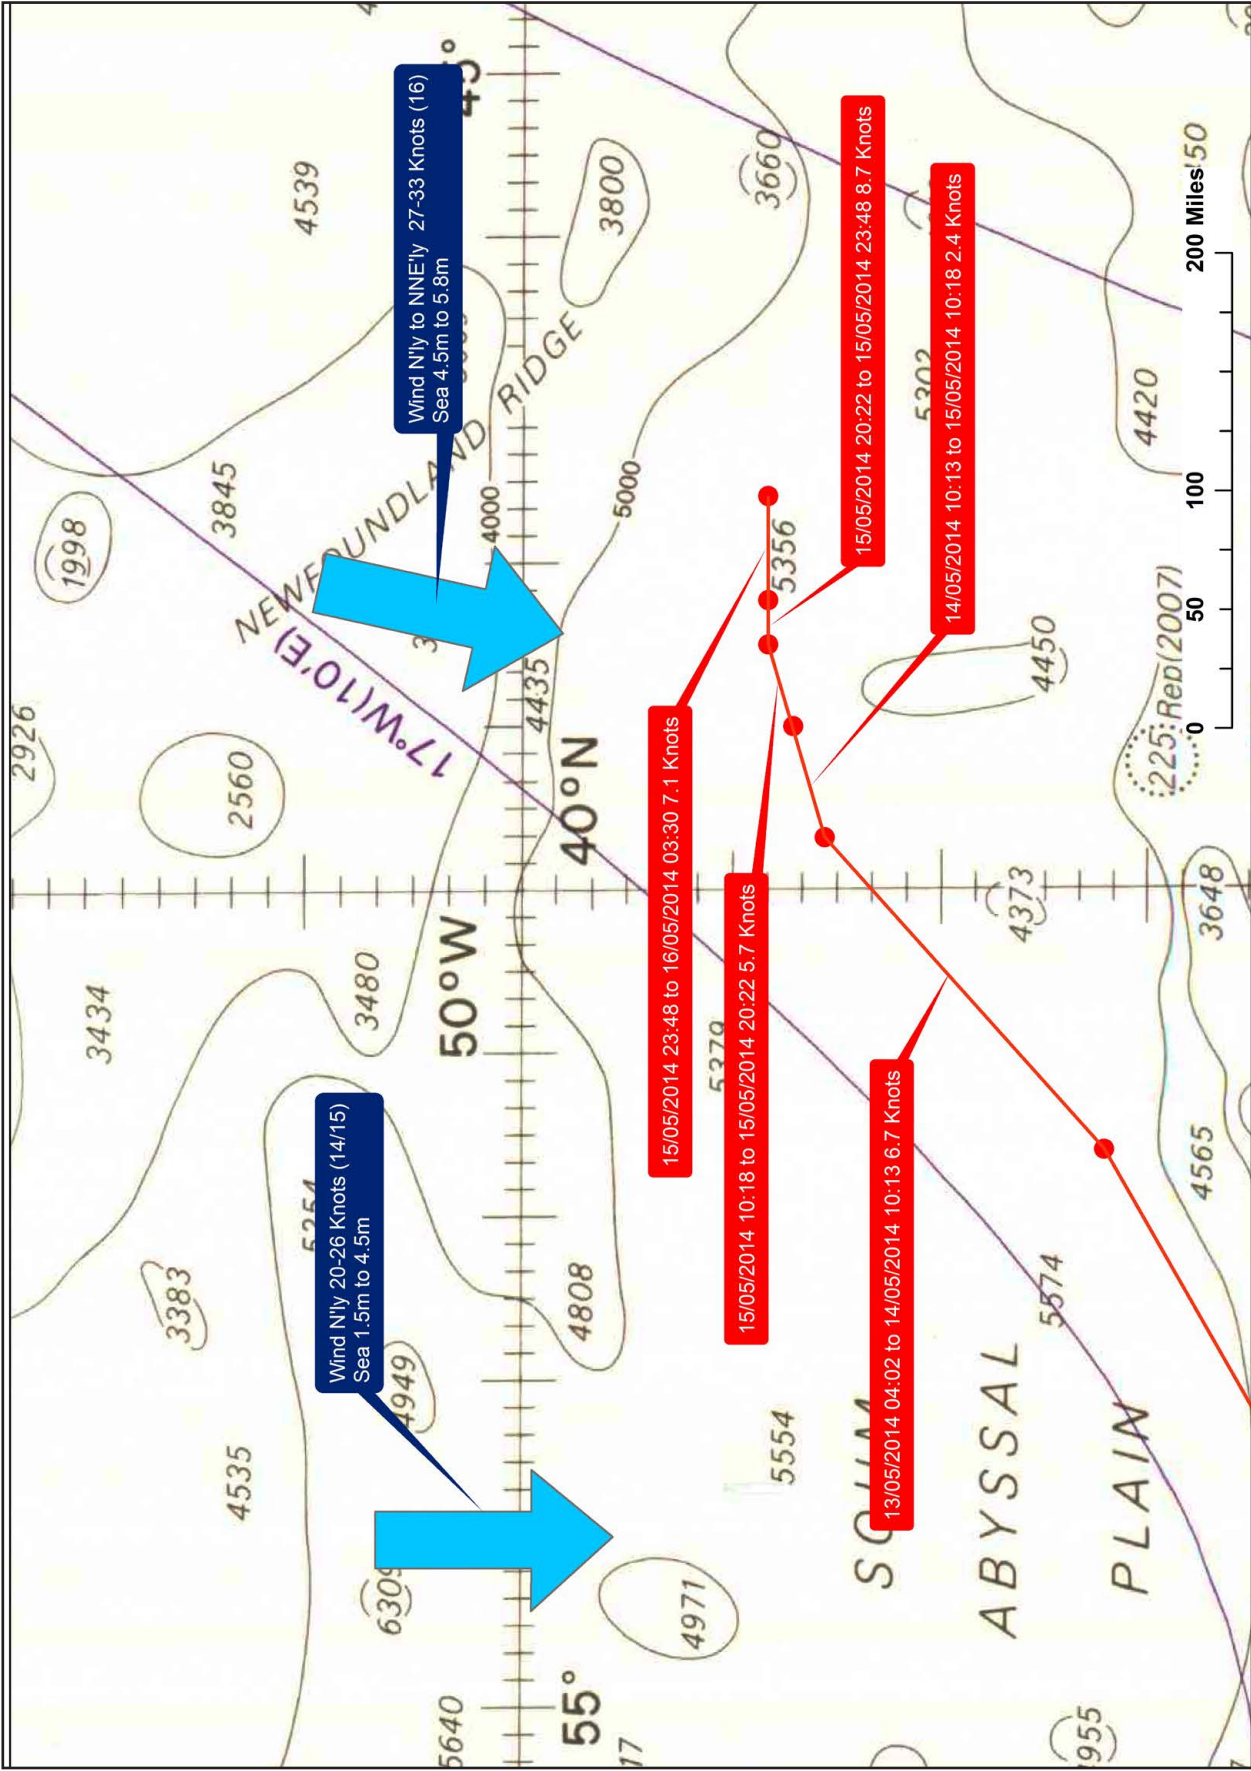 Wind N'ly to NNE'ly 27-33 Knots (16)
Sea 4.5m to 5.8m
Wind N'ly 20-26 Knots (14/15)
Sea 1.5m to 4.5m
15/05/2014 23:48 to 16/05/2014 03:30 7.1 Knots
15/05/2014 10:18 to 15/05/2014 20:22 5.7 Knots
13/05/2014 04:02 to 14/05/2014 10:13 6.7 Knots
15/05/2014 20:22 to 15/05/2014 23:48 8.7 Knots
14/05/2014 10:13 to 15/05/2014 10:18 2.4 Knots
NEWFOUNDLAND RIDGE
17°W(10'E)
40°N
50°W
55°
45°
SOHM
ABYSSAL
PLAIN
2926
1998
3434
2560
3845
4539
3383
4535
3480
4000
3800
4949
6309
5640
4808
4435
5000
3660
4971
17
5554
5379
5356
5302
5574
4373
4450
4420
4955
4565
3648
225 Rep(2007)
5254
50
0 50 100 200 Miles